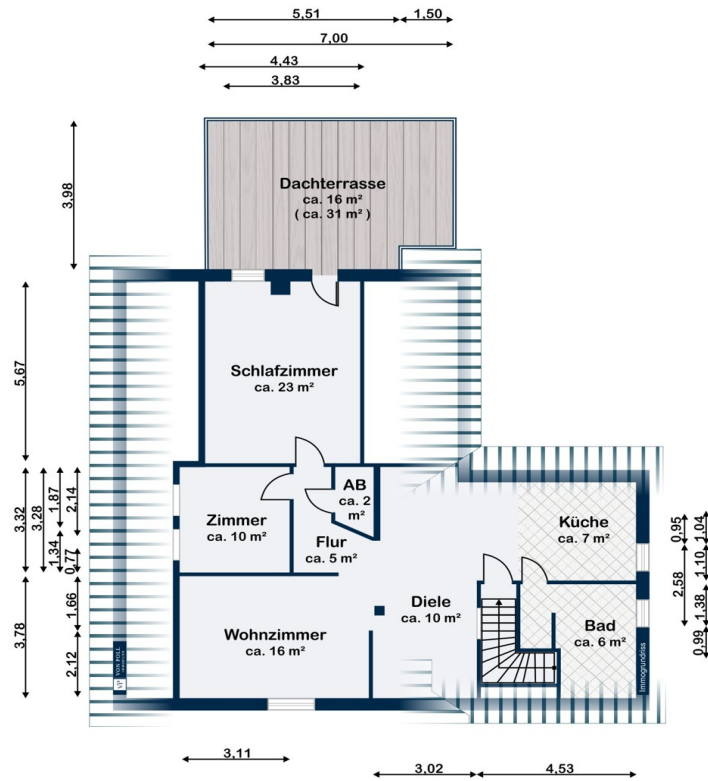 5,51
1,50
7,00
4,43
3,83
3,98
Dachterrasse
ca. 16 m²
( ca. 31 m² )
5,67
Schlafzimmer
ca. 23 m²
3,32
3,28
1,87
2,14
1,34
0,77
AB
ca. 2
m²
Zimmer
ca. 10 m²
Flur
ca. 5 m²
Küche
ca. 7 m²
0,95
1,04
2,58
1,10
1,38
0,99
3,78
1,66
2,12
Diele
ca. 10 m²
Wohnzimmer
ca. 16 m²
Bad
ca. 6 m²
VP VON POLL
IMMOBILIEN
Immogrundriss
3,11
3,02
4,53